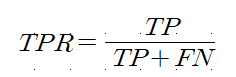 TPR = TP / (TP + FN)